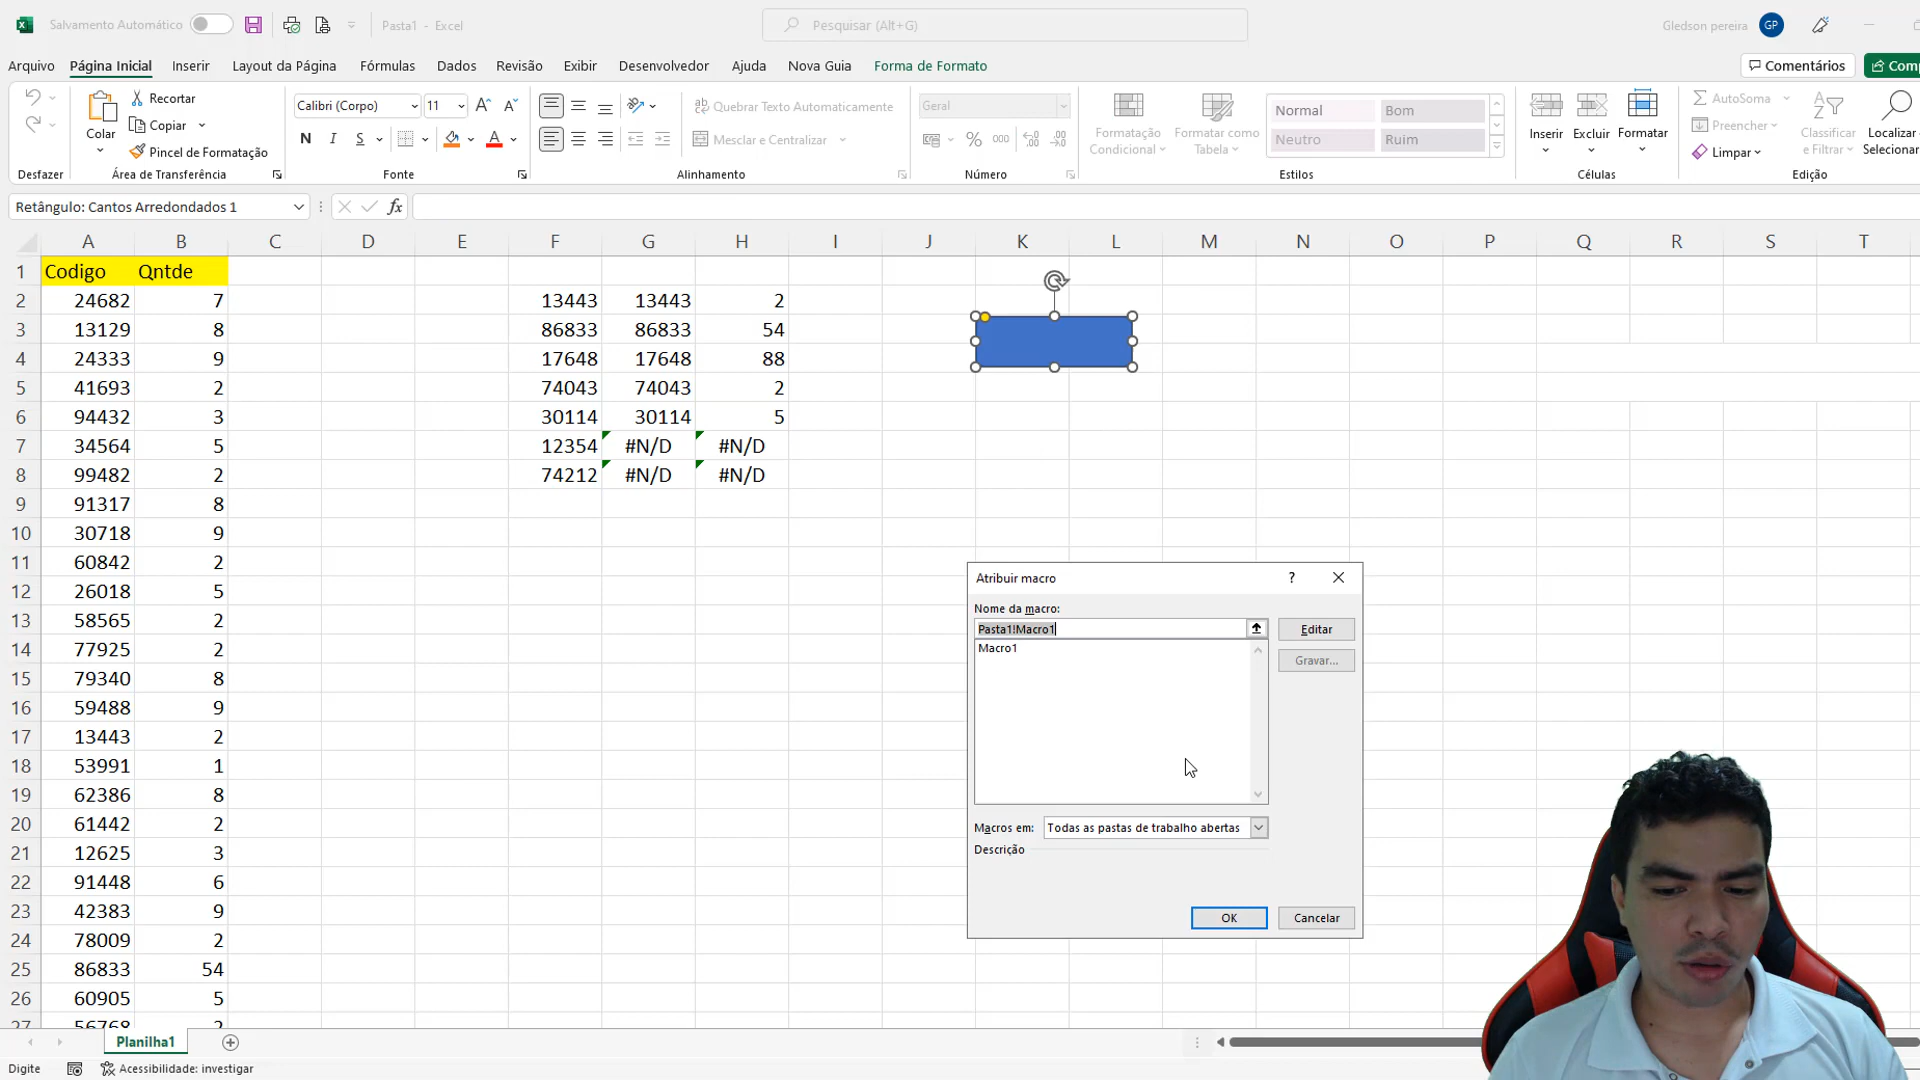 Salvamento Automático
Pasta1 - Excel
Pesquisar (Alt+G)
Gledson pereira
GP
Arquivo Página Inicial Inserir Layout da Página Fórmulas Dados Revisão Exibir Desenvolvedor Ajuda Nova Guia Forma de Formato
Comentários
Desfazer
Colar
Recortar
Copiar
Pincel de Formatação
Área de Transferência
Calibri (Corpo) 11
N I S
Fonte
Quebrar Texto Automaticamente
Mesclar e Centralizar
Alinhamento
Geral
% 000
Número
Formatação
Condicional
Formatar como
Tabela
Normal Bom
Neutro Ruim
Estilos
Inserir Excluir Formatar
Células
AutoSoma
Preencher
Limpar
Classificar
e Filtrar
Localizar
Selecionar
Edição
Retângulo: Cantos Arredondados 1
fx
A B C D E F G H I J K L M N O P Q R S T
1 Codigo Qntde
2 24682 7 13443 13443 2
3 13129 8 86833 86833 54
4 24333 9 17648 17648 88
5 41693 2 74043 74043 2
6 94432 3 30114 30114 5
7 34564 5 12354 #N/D #N/D
8 99482 2 74212 #N/D #N/D
9 91317 8
10 30718 9
11 60842 2
12 26018 5
13 58565 2
14 77925 2
15 79340 8
16 59488 9
17 13443 2
18 53991 1
19 62386 8
20 61442 2
21 12625 3
22 91448 6
23 42383 9
24 78009 2
25 86833 54
26 60905 5
27 56768 2
Atribuir macro
?
Nome da macro:
Pasta1!Macro1
Macro1
Editar
Gravar...
Macros em: Todas as pastas de trabalho abertas
Descrição
OK Cancelar
Planilha1
Digite
Acessibilidade: investigar